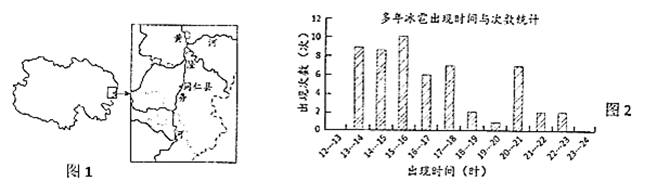 黄
河
同仁县
河
图1
多年冰雹出现时间与次数统计
出现次数（次）
12
10
8
6
4
2
0
12—13
13—14
14—15
15—16
16—17
17—18
18—19
19—20
20—21
21—22
22—23
23—24
出现时间（时）
图2